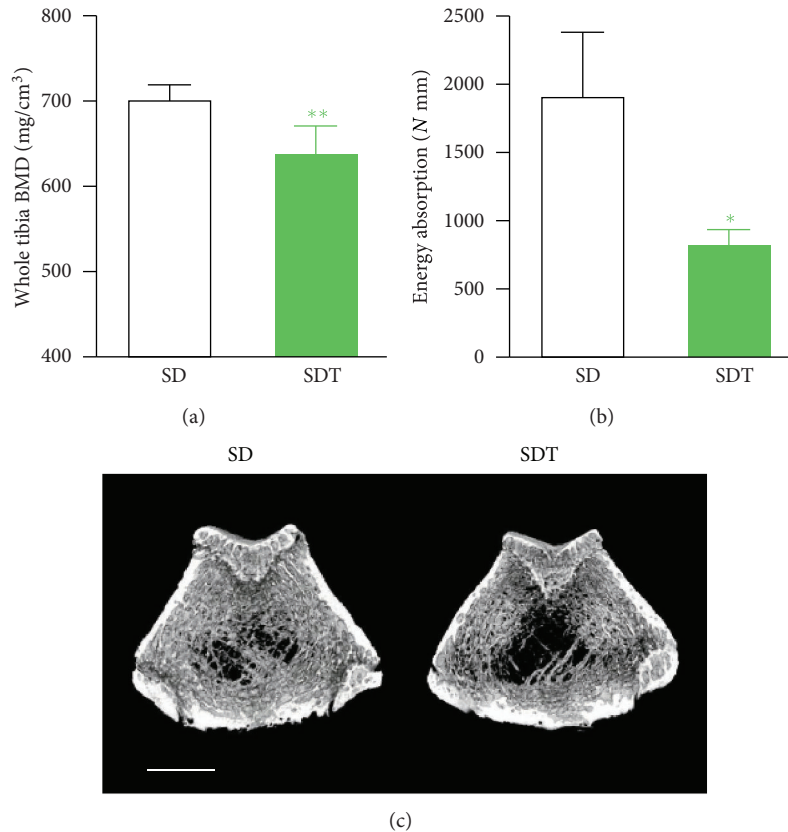 800
700
600
500
400
Whole tibia BMD (mg/cm³)
**
SD
SDT
(a)
2500
2000
1500
1000
500
0
Energy absorption (N mm)
*
SD
SDT
(b)
SD
SDT
(c)